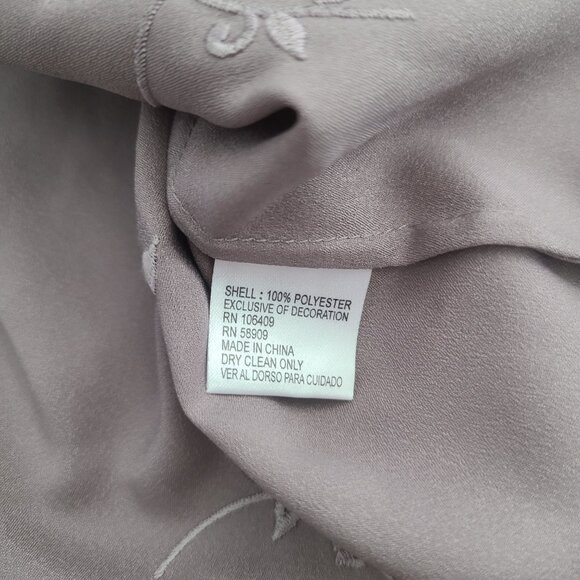 SHELL : 100% POLYESTER
EXCLUSIVE OF DECORATION
RN 106409
RN 58909
MADE IN CHINA
DRY CLEAN ONLY
VER AL DORSO PARA CUIDADO